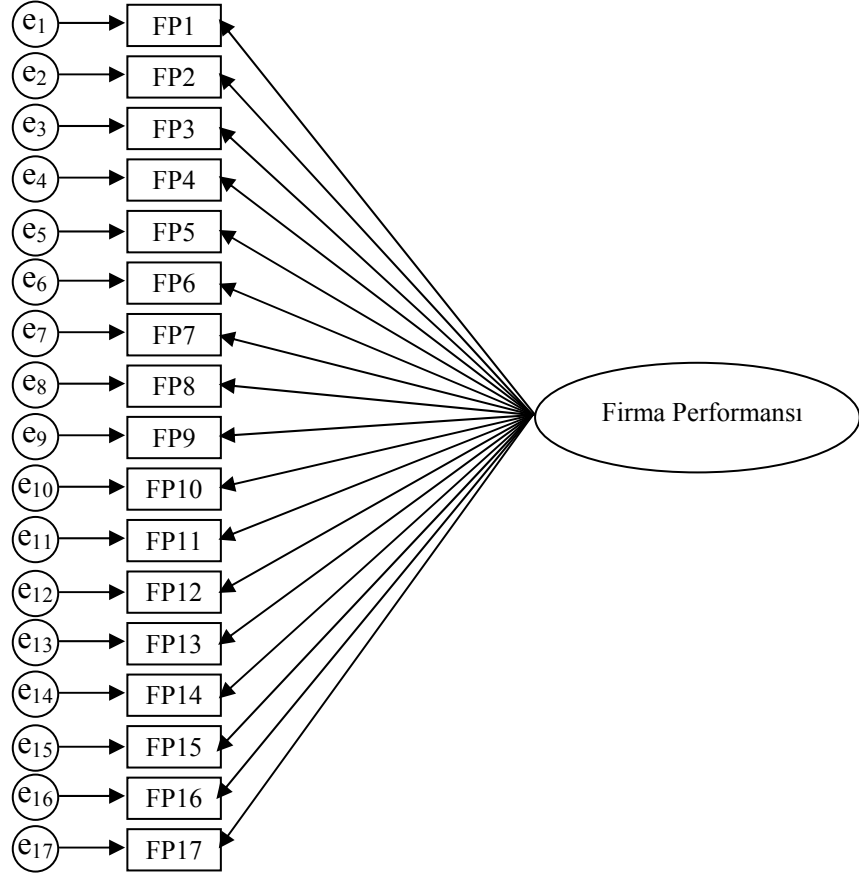 e1 FP1
e2 FP2
e3 FP3
e4 FP4
e5 FP5
e6 FP6
e7 FP7
e8 FP8
Firma Performansı
e9 FP9
e10 FP10
e11 FP11
e12 FP12
e13 FP13
e14 FP14
e15 FP15
e16 FP16
e17 FP17